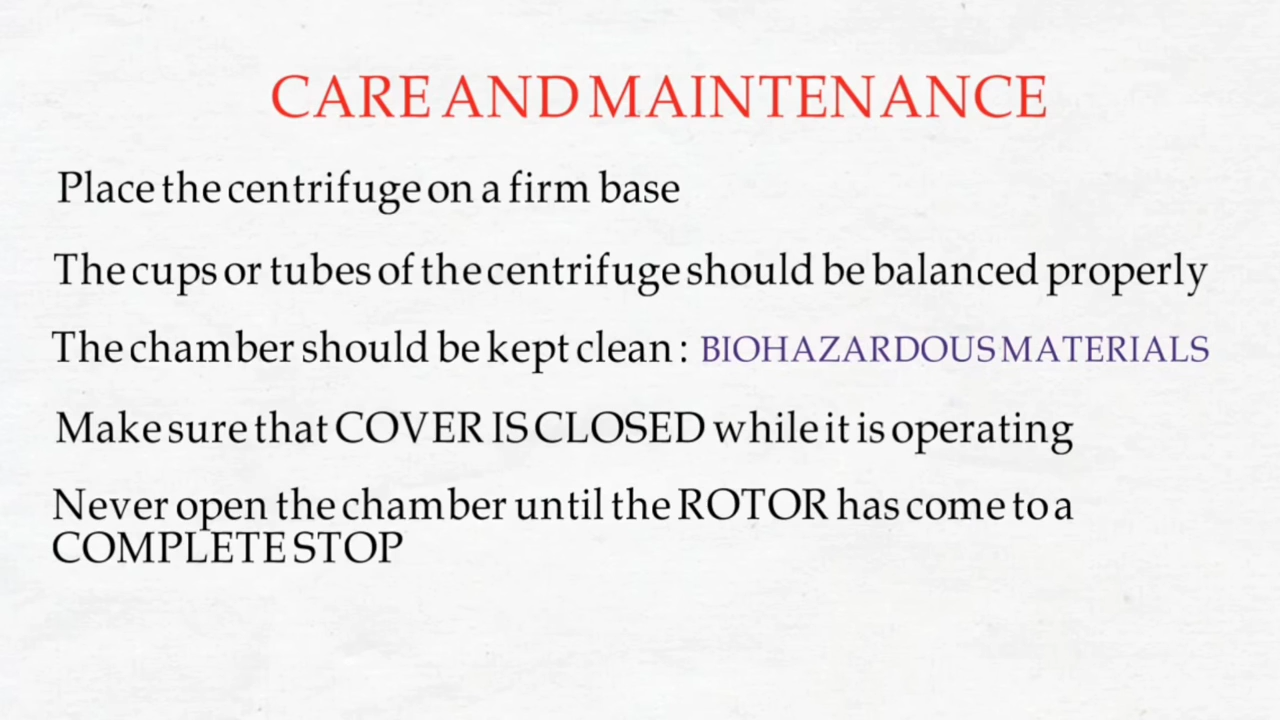 CARE AND MAINTENANCE
Place the centrifuge on a firm base
The cups or tubes of the centrifuge should be balanced properly
The chamber should be kept clean : BIOHAZARDOUS MATERIALS
Make sure that COVER IS CLOSED while it is operating
Never open the chamber until the ROTOR has come to a
COMPLETE STOP